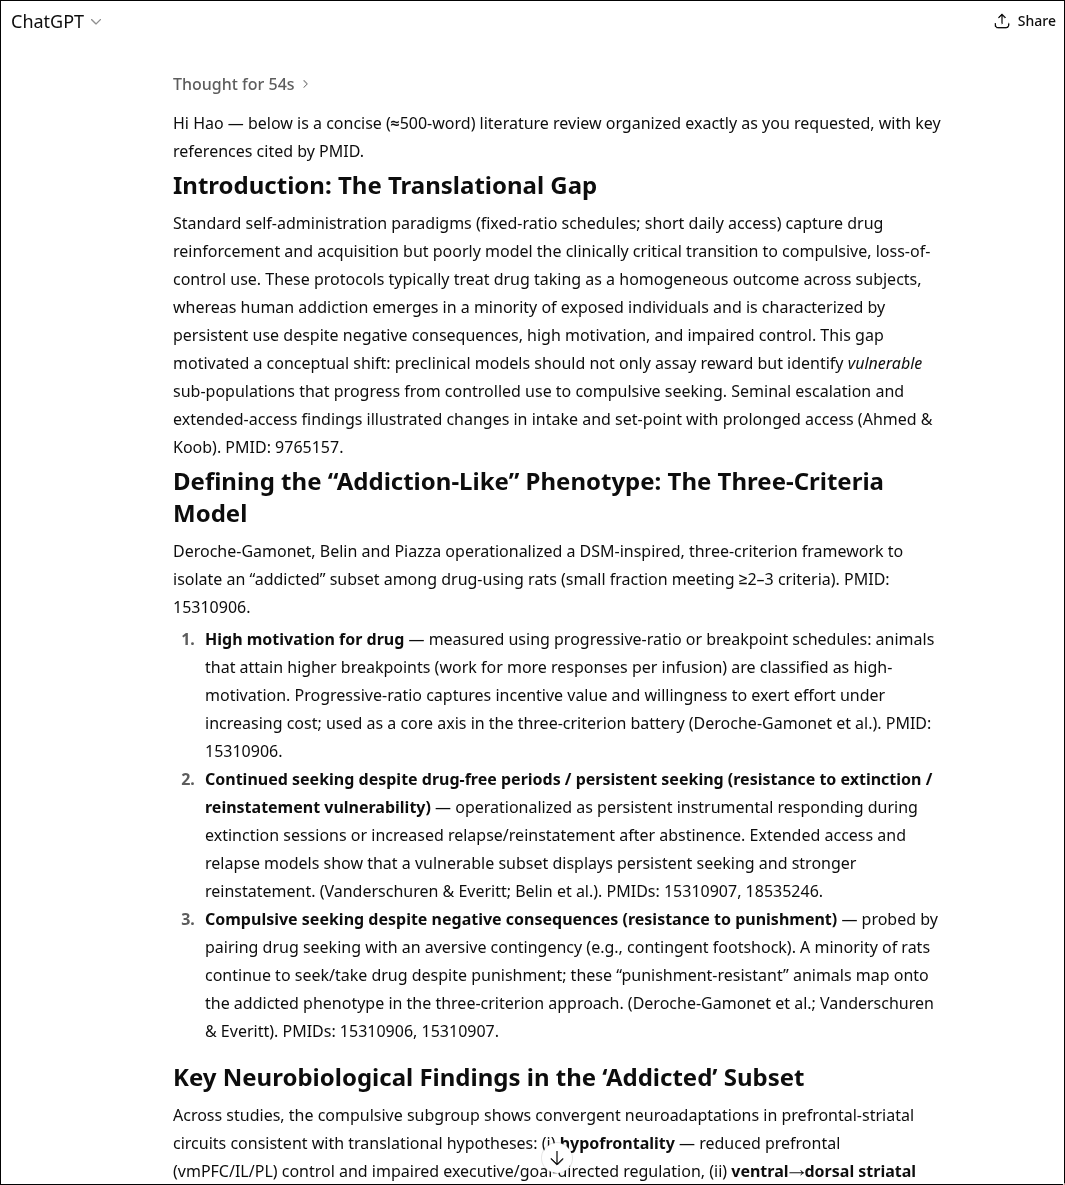 ChatGPT
Share
Thought for 54s
Hi Hao — below is a concise (≈500-word) literature review organized exactly as you requested, with key
references cited by PMID.
Introduction: The Translational Gap
Standard self-administration paradigms (fixed-ratio schedules; short daily access) capture drug
reinforcement and acquisition but poorly model the clinically critical transition to compulsive, loss-of-
control use. These protocols typically treat drug taking as a homogeneous outcome across subjects,
whereas human addiction emerges in a minority of exposed individuals and is characterized by
persistent use despite negative consequences, high motivation, and impaired control. This gap
motivated a conceptual shift: preclinical models should not only assay reward but identify vulnerable
sub-populations that progress from controlled use to compulsive seeking. Seminal escalation and
extended-access findings illustrated changes in intake and set-point with prolonged access (Ahmed &
Koob). PMID: 9765157.
Defining the “Addiction-Like” Phenotype: The Three-Criteria
Model
Deroche-Gamonet, Belin and Piazza operationalized a DSM-inspired, three-criterion framework to
isolate an “addicted” subset among drug-using rats (small fraction meeting ≥2–3 criteria). PMID:
15310906.
1. High motivation for drug — measured using progressive-ratio or breakpoint schedules: animals
that attain higher breakpoints (work for more responses per infusion) are classified as high-
motivation. Progressive-ratio captures incentive value and willingness to exert effort under
increasing cost; used as a core axis in the three-criterion battery (Deroche-Gamonet et al.). PMID:
15310906.
2. Continued seeking despite drug-free periods / persistent seeking (resistance to extinction /
reinstatement vulnerability) — operationalized as persistent instrumental responding during
extinction sessions or increased relapse/reinstatement after abstinence. Extended access and
relapse models show that a vulnerable subset displays persistent seeking and stronger
reinstatement. (Vanderschuren & Everitt; Belin et al.). PMIDs: 15310907, 18535246.
3. Compulsive seeking despite negative consequences (resistance to punishment) — probed by
pairing drug seeking with an aversive contingency (e.g., contingent footshock). A minority of rats
continue to seek/take drug despite punishment; these “punishment-resistant” animals map onto
the addicted phenotype in the three-criterion approach. (Deroche-Gamonet et al.; Vanderschuren
& Everitt). PMIDs: 15310906, 15310907.
Key Neurobiological Findings in the ‘Addicted’ Subset
Across studies, the compulsive subgroup shows convergent neuroadaptations in prefrontal-striatal
circuits consistent with translational hypotheses: (i) hypofrontality — reduced prefrontal
(vmPFC/IL/PL) control and impaired executive/goal-directed regulation, (ii) ventral→dorsal striatal